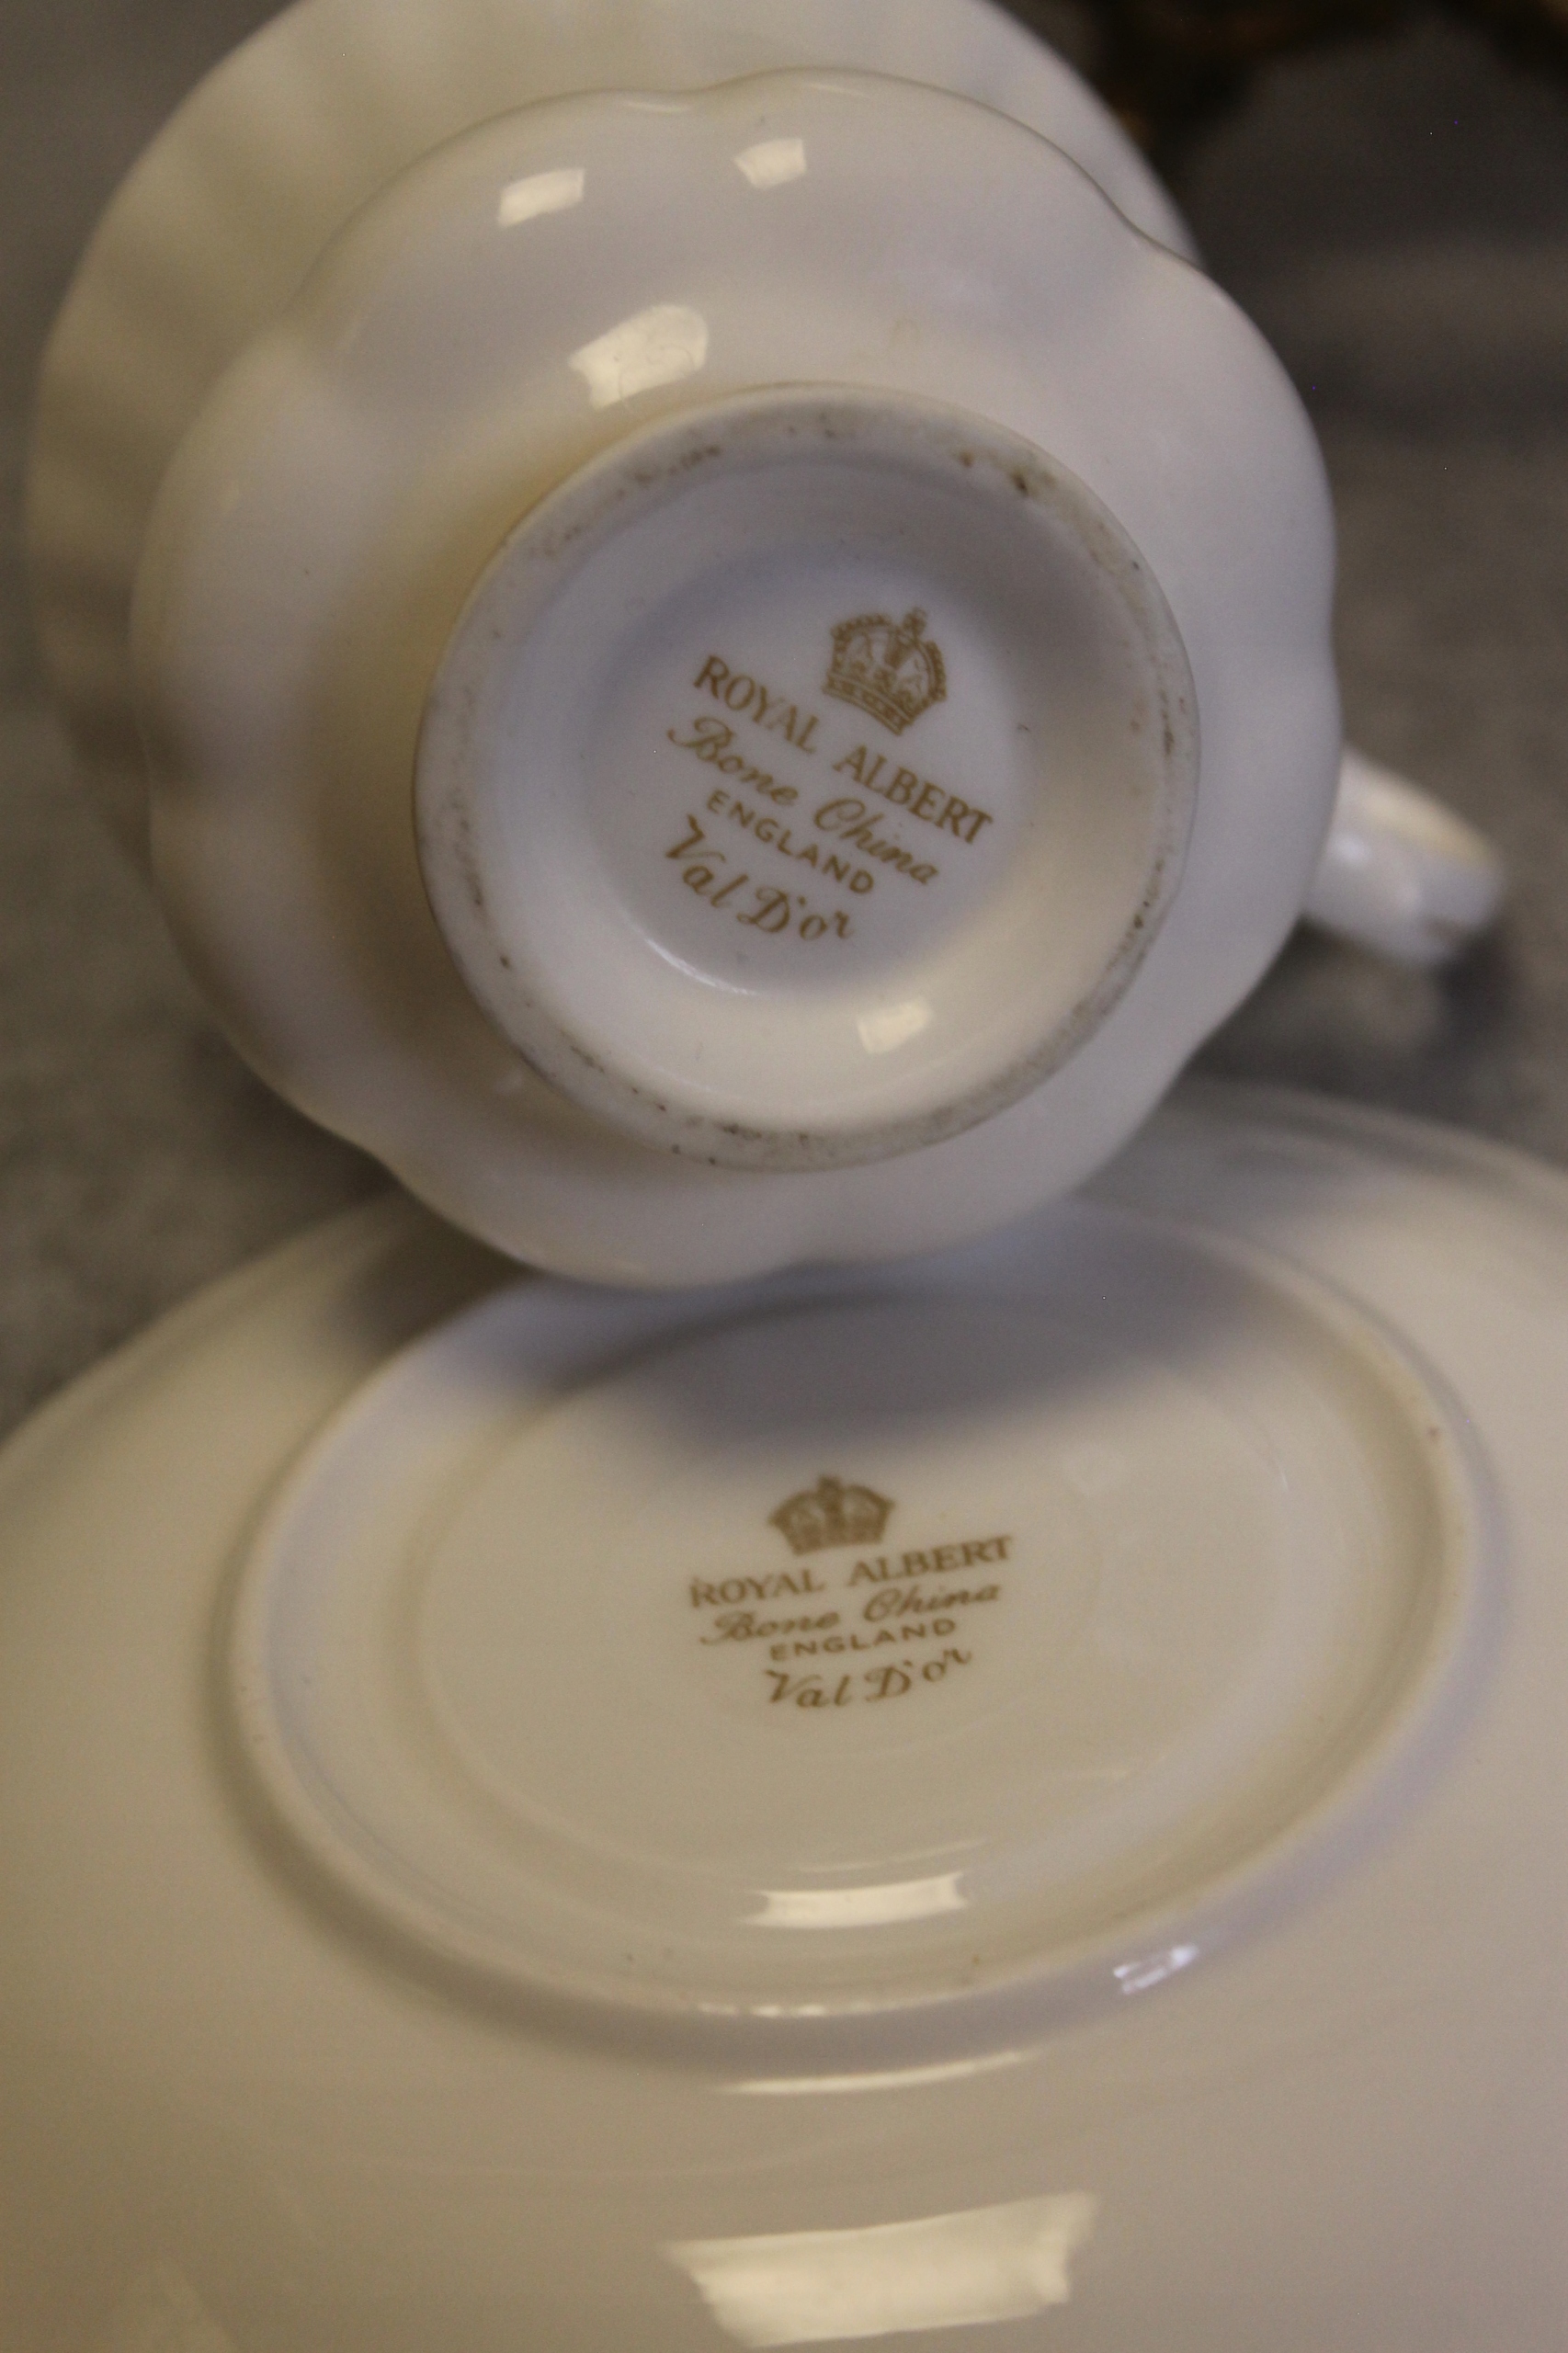 ROYAL ALBERT
Bone China
ENGLAND
Val D'or
ROYAL ALBERT
Bone China
ENGLAND
Val D'or